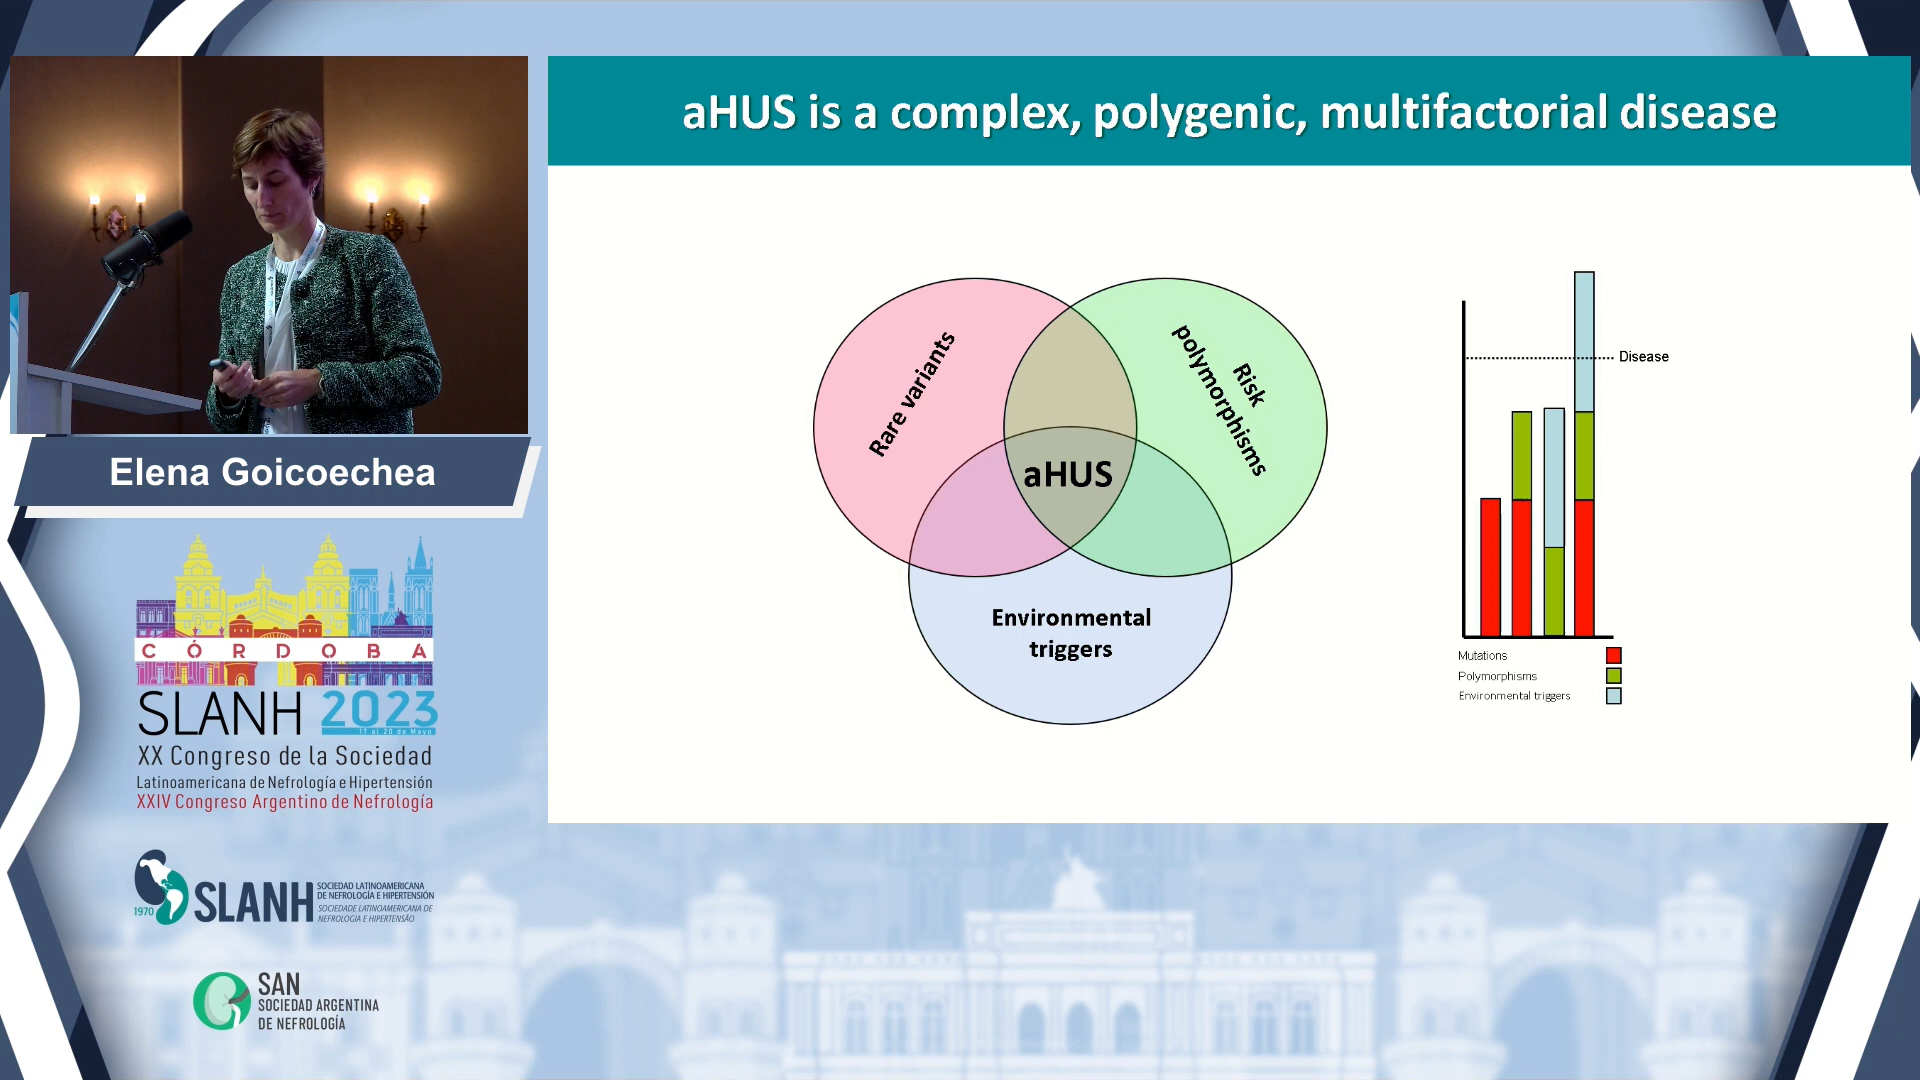 aHUS is a complex, polygenic, multifactorial disease
Rare variants
Risk
polymorphisms
aHUS
Environmental
triggers
Disease
Mutations
Polymorphisms
Environmental triggers
Elena Goicoechea
CÓRDOBA
SLANH 2023
17 al 20 de Mayo
XX Congreso de la Sociedad
Latinoamericana de Nefrología e Hipertensión
XXIV Congreso Argentino de Nefrología
1970
SLANH
SOCIEDAD LATINOAMERICANA
DE NEFROLOGÍA E HIPERTENSIÓN
SOCIEDADE LATINOAMERICANA DE
NEFROLOGIA E HIPERTENSÃO
SAN
SOCIEDAD ARGENTINA
DE NEFROLOGÍA